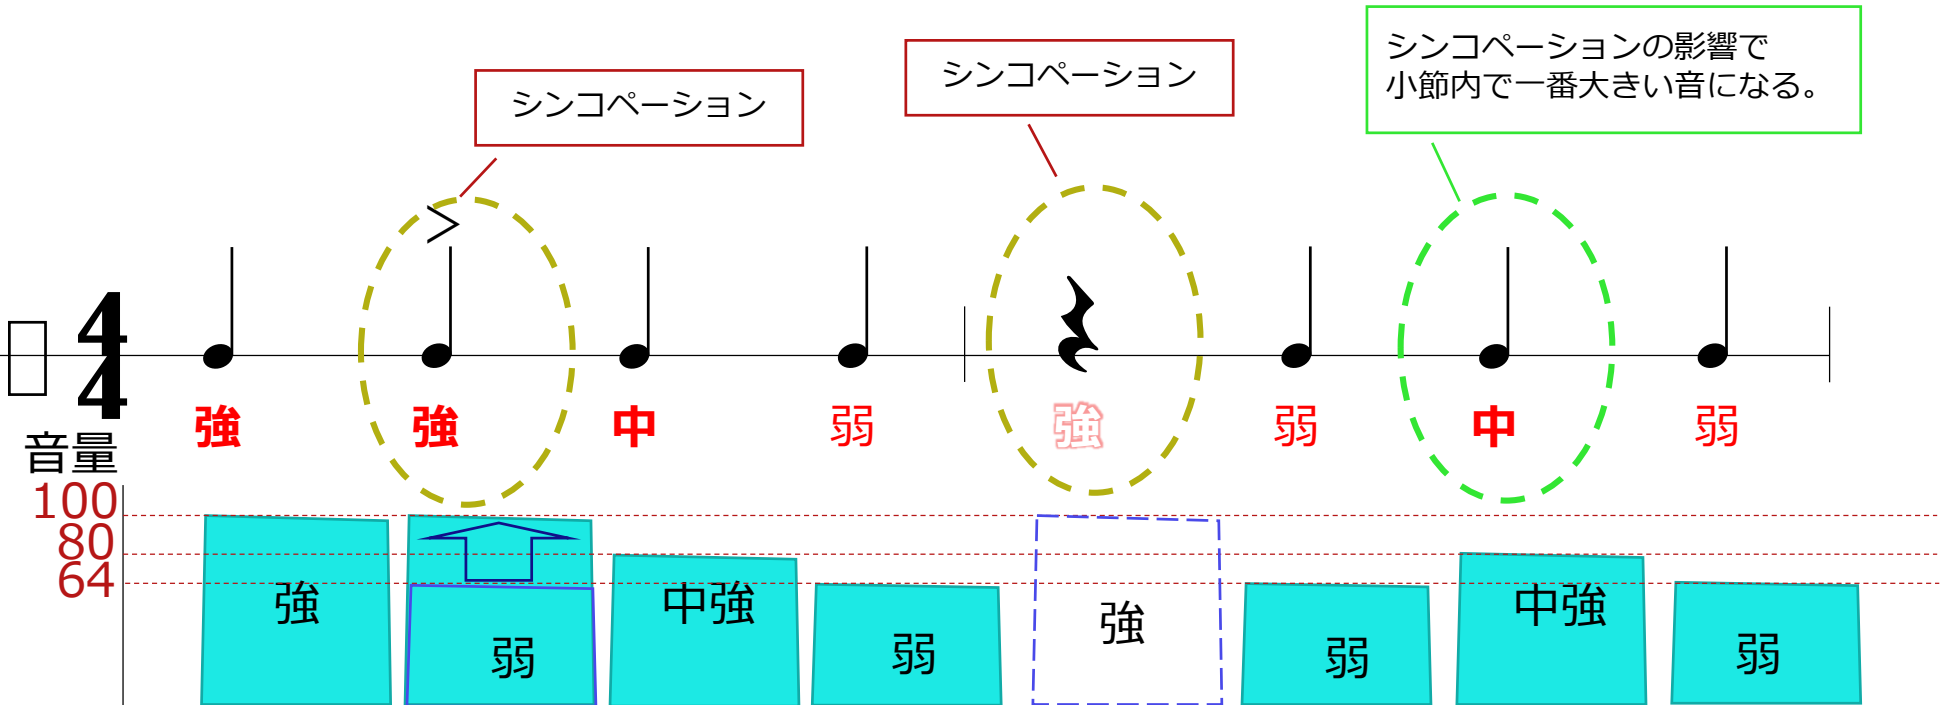 シンコペーション
シンコペーション
シンコペーションの影響で
小節内で一番大きい音になる。
4
4
強 強 中 弱 強 弱 中 弱
音量
100
80
64
強 弱 中強 弱 強 弱 中強 弱